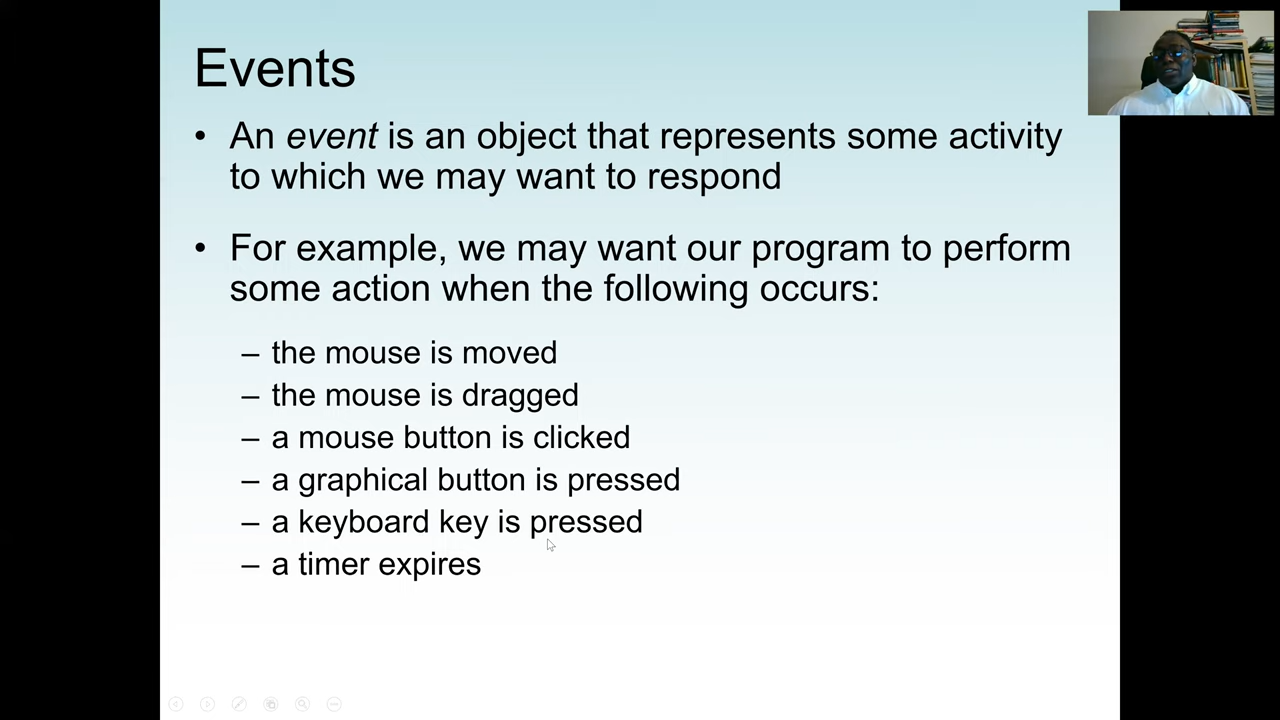 Events
• An event is an object that represents some activity
to which we may want to respond
• For example, we may want our program to perform
some action when the following occurs:
– the mouse is moved
– the mouse is dragged
– a mouse button is clicked
– a graphical button is pressed
– a keyboard key is pressed
– a timer expires